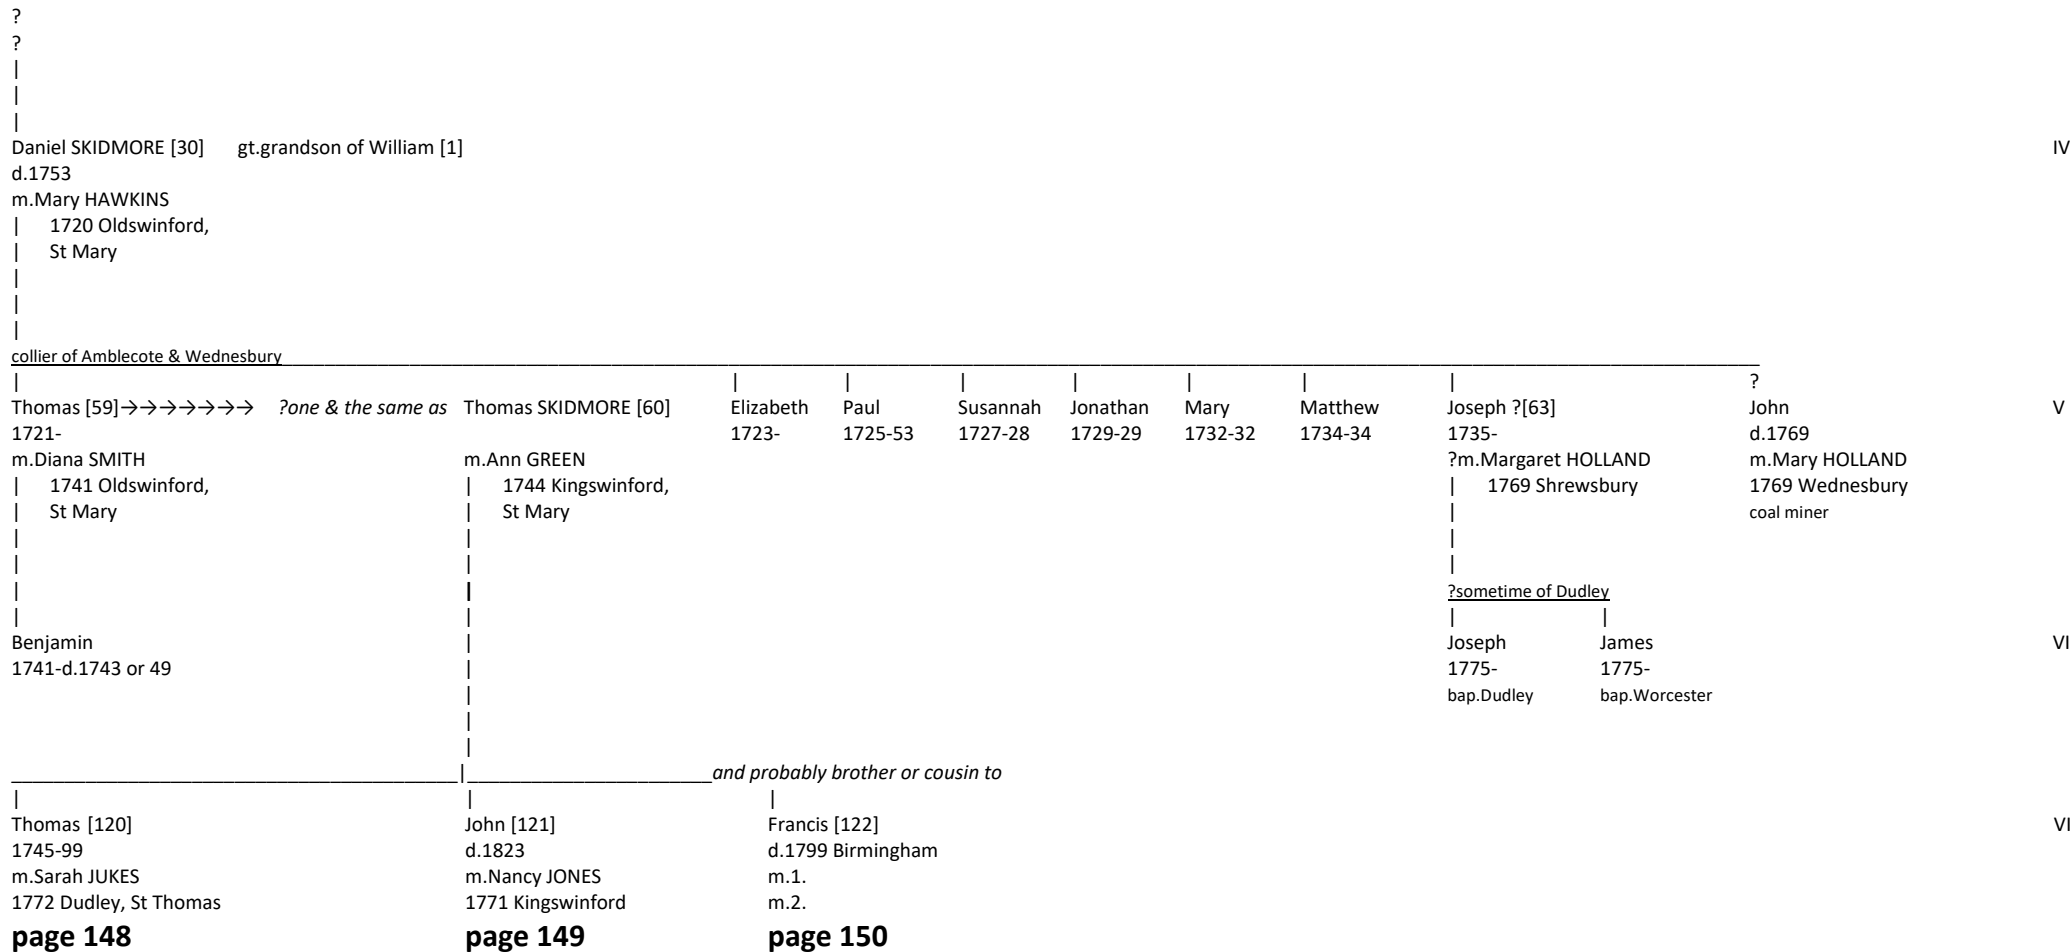 ?
?
Daniel SKIDMORE [30] gt.grandson of William [1] IV
d.1753
m.Mary HAWKINS
| 1720 Oldswinford,
| St Mary
collier of Amblecote & Wednesbury
| | | | | | | | ?
Thomas [59]→→→→→→→ ?one & the same as Thomas SKIDMORE [60] Elizabeth Paul Susannah Jonathan Mary Matthew Joseph ?[63] John V
1721- 1723- 1725-53 1727-28 1729-29 1732-32 1734-34 1735- d.1769
m.Diana SMITH m.Ann GREEN ?m.Margaret HOLLAND m.Mary HOLLAND
| 1741 Oldswinford, | 1744 Kingswinford, | 1769 Shrewsbury 1769 Wednesbury
| St Mary | St Mary | coal miner
?sometime of Dudley
Benjamin | Joseph James VI
1741-d.1743 or 49 | 1775- 1775-
| bap.Dudley bap.Worcester
and probably brother or cousin to
Thomas [120] John [121] Francis [122] VI
1745-99 d.1823 d.1799 Birmingham
m.Sarah JUKES m.Nancy JONES m.1.
1772 Dudley, St Thomas 1771 Kingswinford m.2.
page 148 page 149 page 150